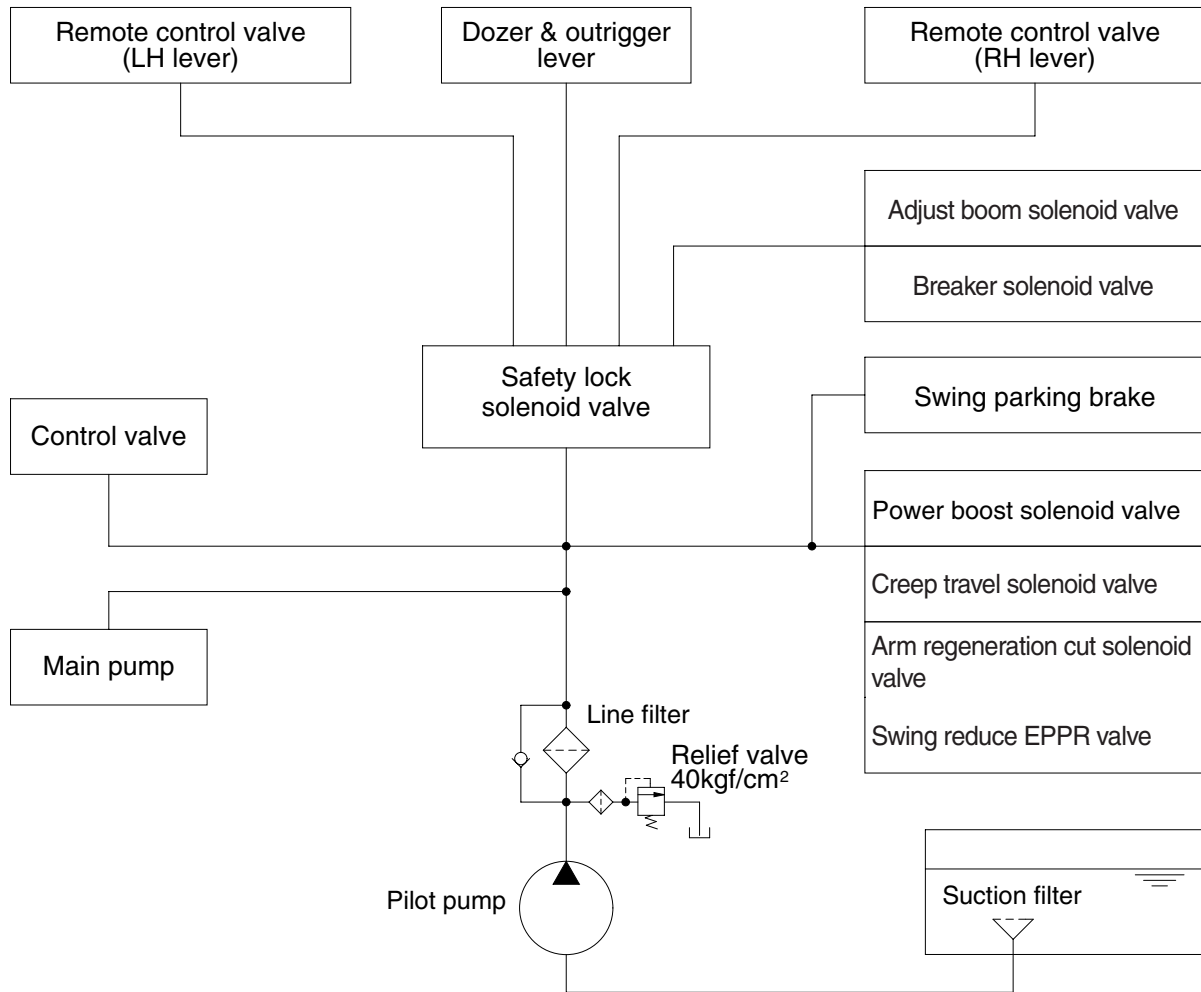 Remote control valve
(LH lever)
Dozer & outrigger
lever
Remote control valve
(RH lever)
Adjust boom solenoid valve
Breaker solenoid valve
Safety lock
solenoid valve
Swing parking brake
Control valve
Power boost solenoid valve
Creep travel solenoid valve
Main pump
Arm regeneration cut solenoid
valve
Swing reduce EPPR valve
Line filter
Relief valve
40kgf/cm²
Pilot pump
Suction filter